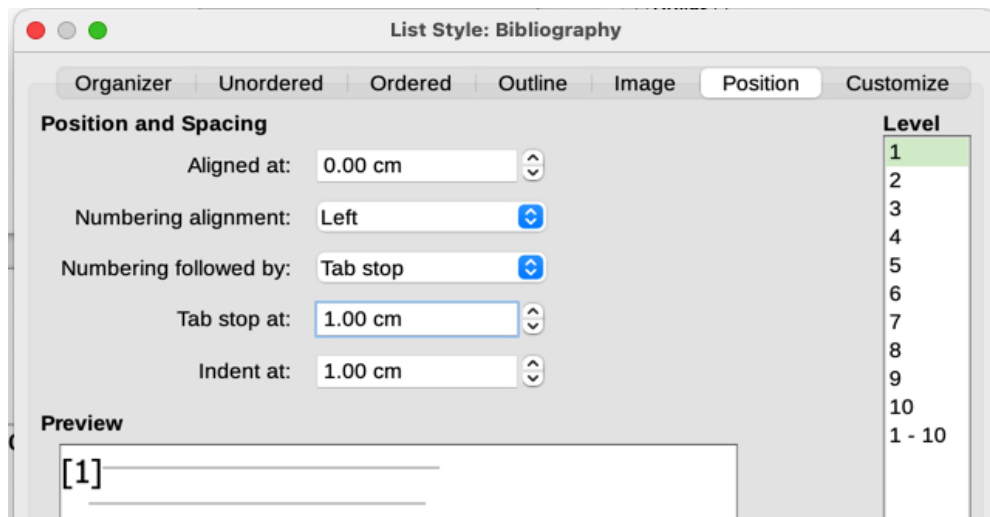 List Style: Bibliography
Organizer Unordered Ordered Outline Image Position Customize
Position and Spacing
Level
Aligned at: 0.00 cm
Numbering alignment: Left
Numbering followed by: Tab stop
Tab stop at: 1.00 cm
Indent at: 1.00 cm
1
2
3
4
5
6
7
8
9
10
1 - 10
Preview
[1]